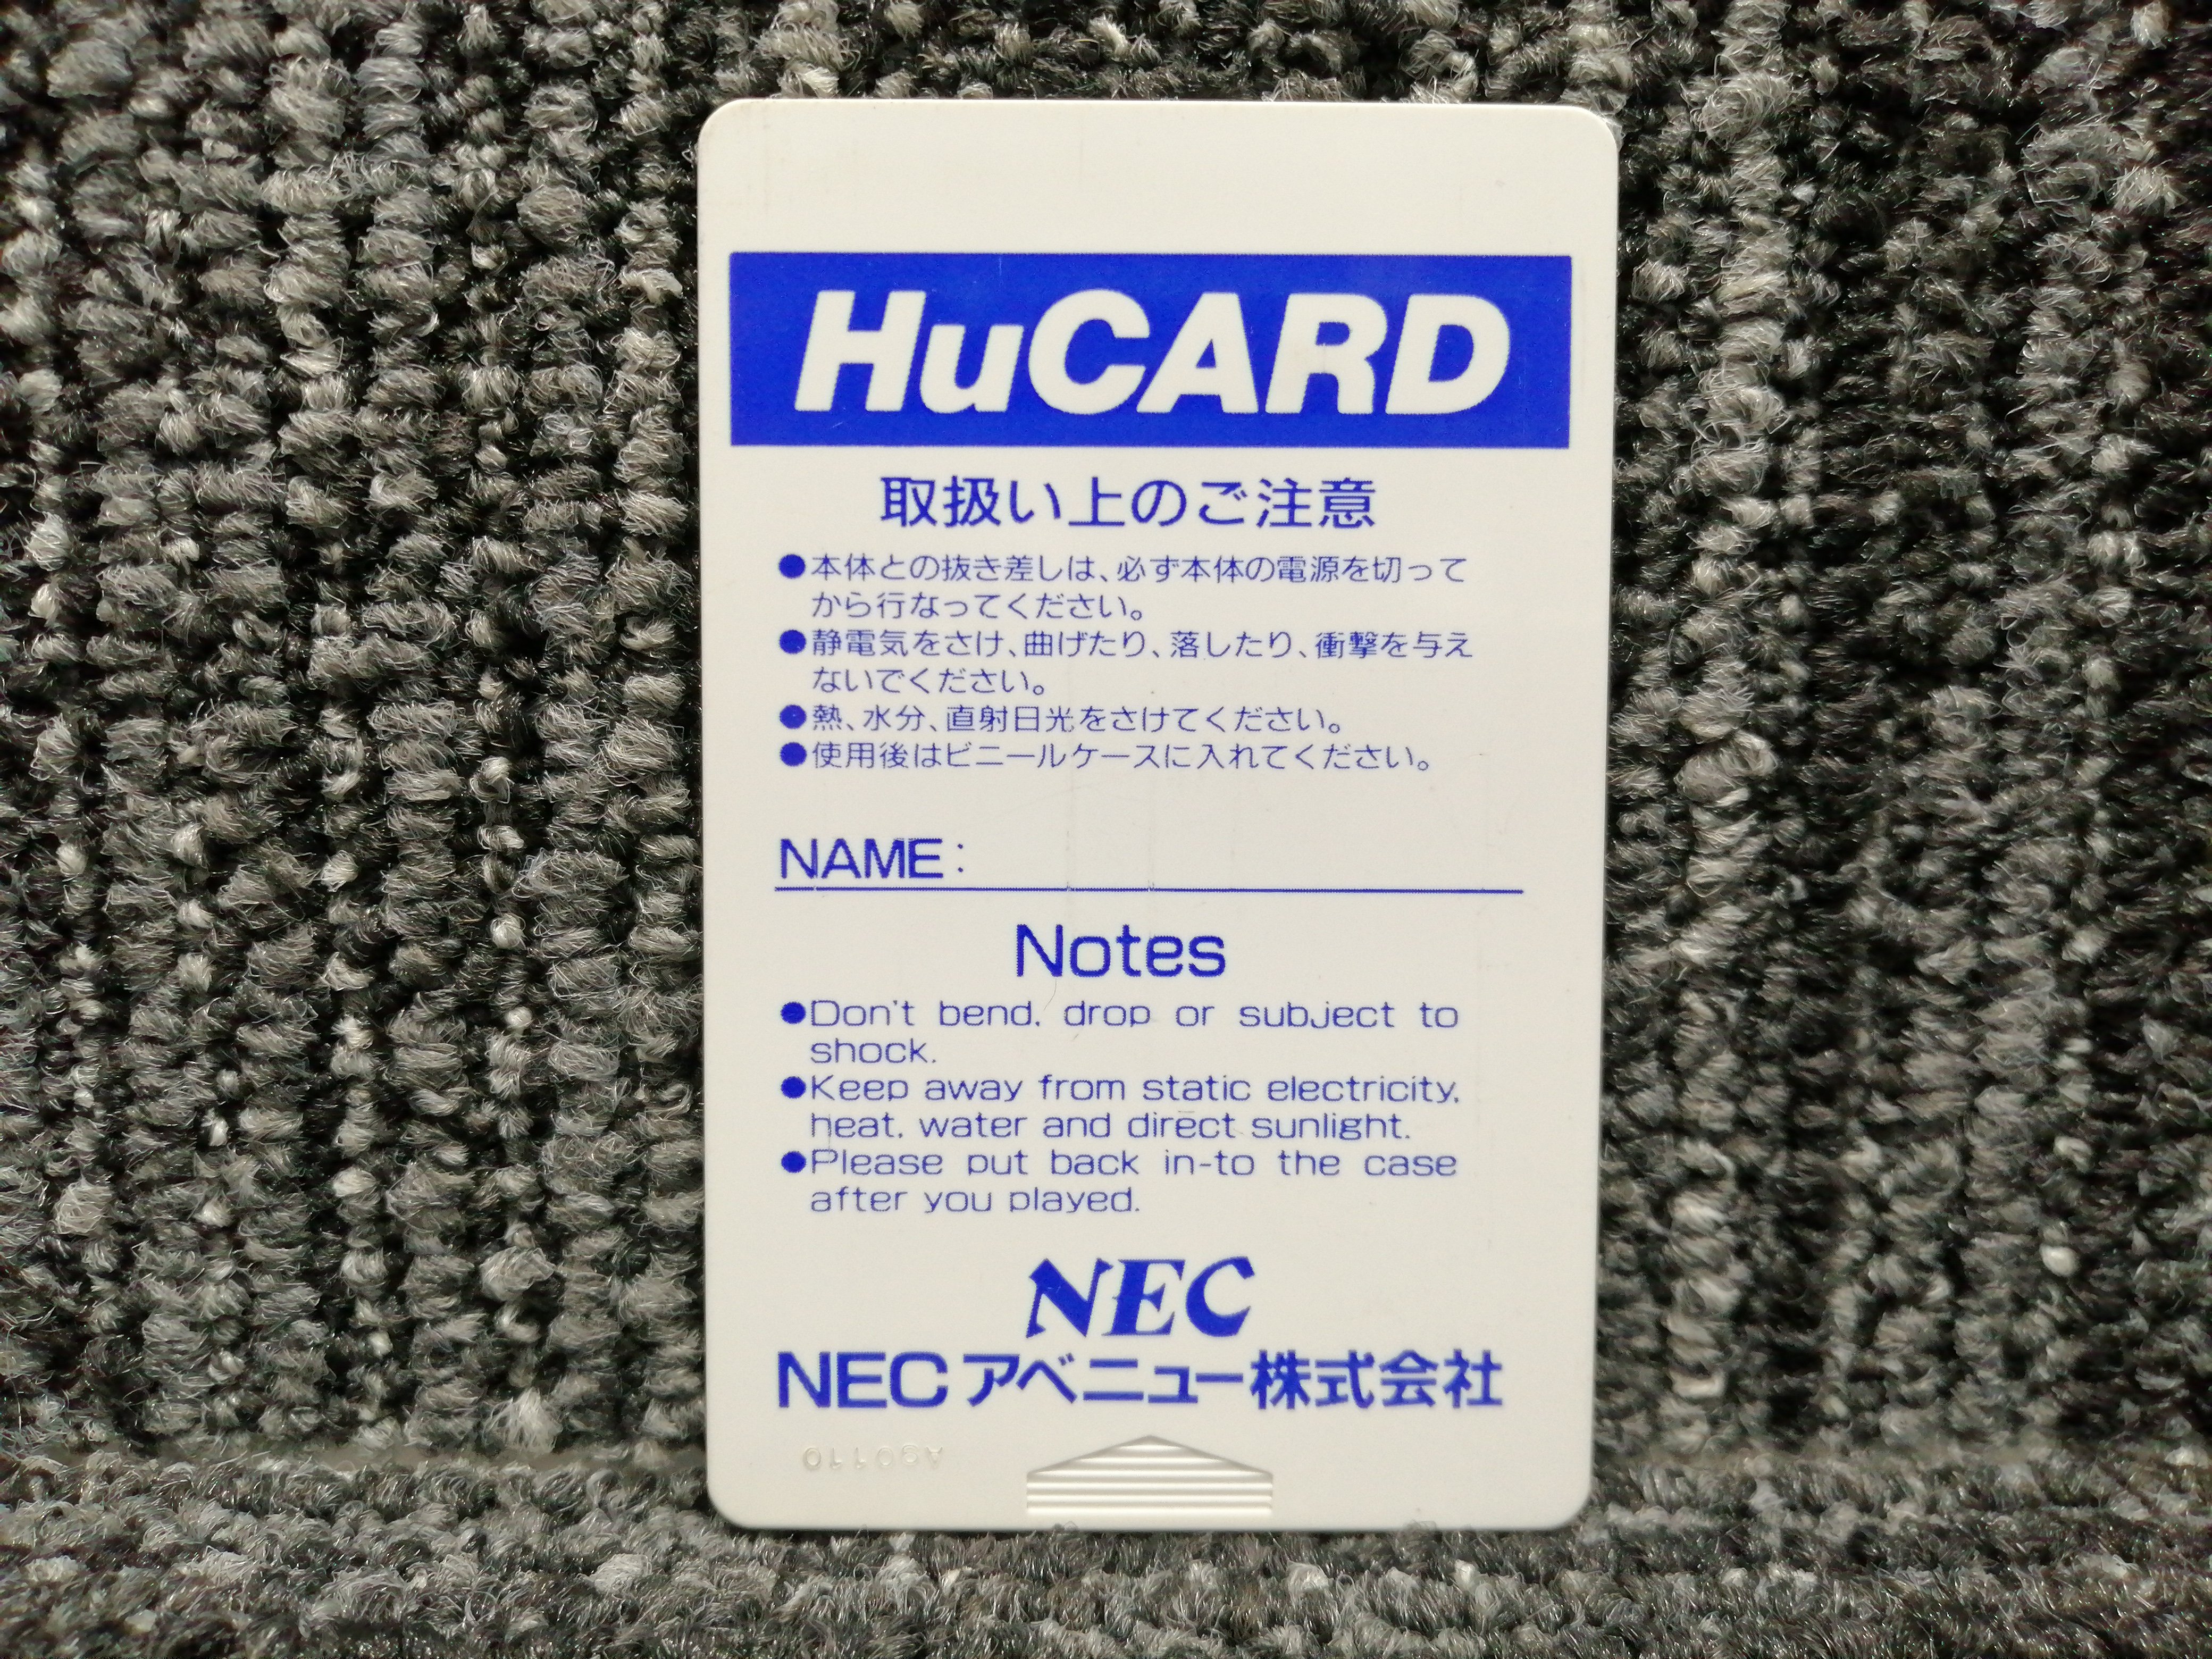 HuCARD
取扱い上のご注意
●本体との抜き差しは、必ず本体の電源を切って
から行なってください。
●静電気をさけ、曲げたり、落したり、衝撃を与え
ないでください。
●熱、水分、直射日光をさけてください。
●使用後はビニールケースに入れてください。
NAME:
Notes
●Don't bend, drop or subject to
shock.
●Keep away from static electricity,
heat, water and direct sunlight.
●Please put back in-to the case
after you played.
NEC
NECアベニュー株式会社